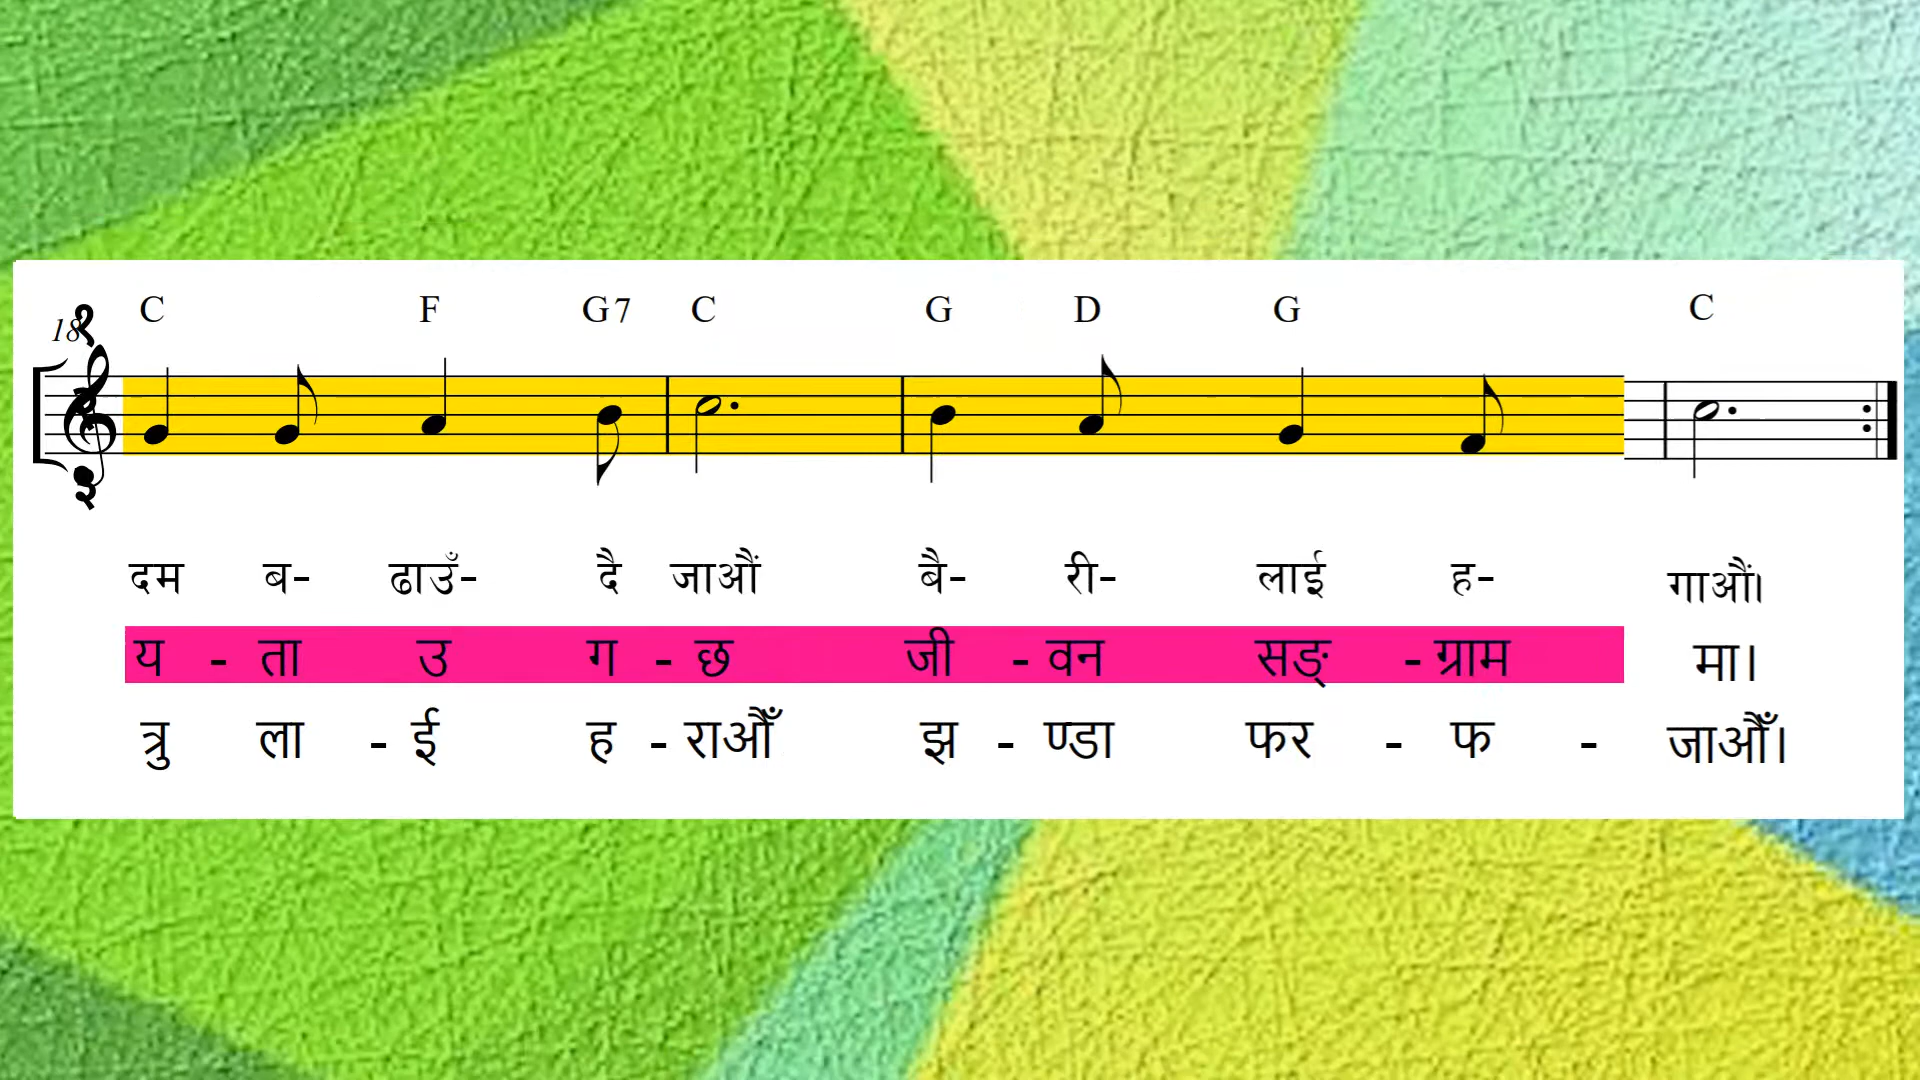 C F G7 C G D G C
18
दम ब- ढाउँ- दै जाऔं बै- री- लाई ह- गाऔं।
य - ता उ ग - छ जी - वन सङ् - ग्राम मा।
त्रु ला - ई ह - राऔँ झ - ण्डा फर - फ - जाऔँ।